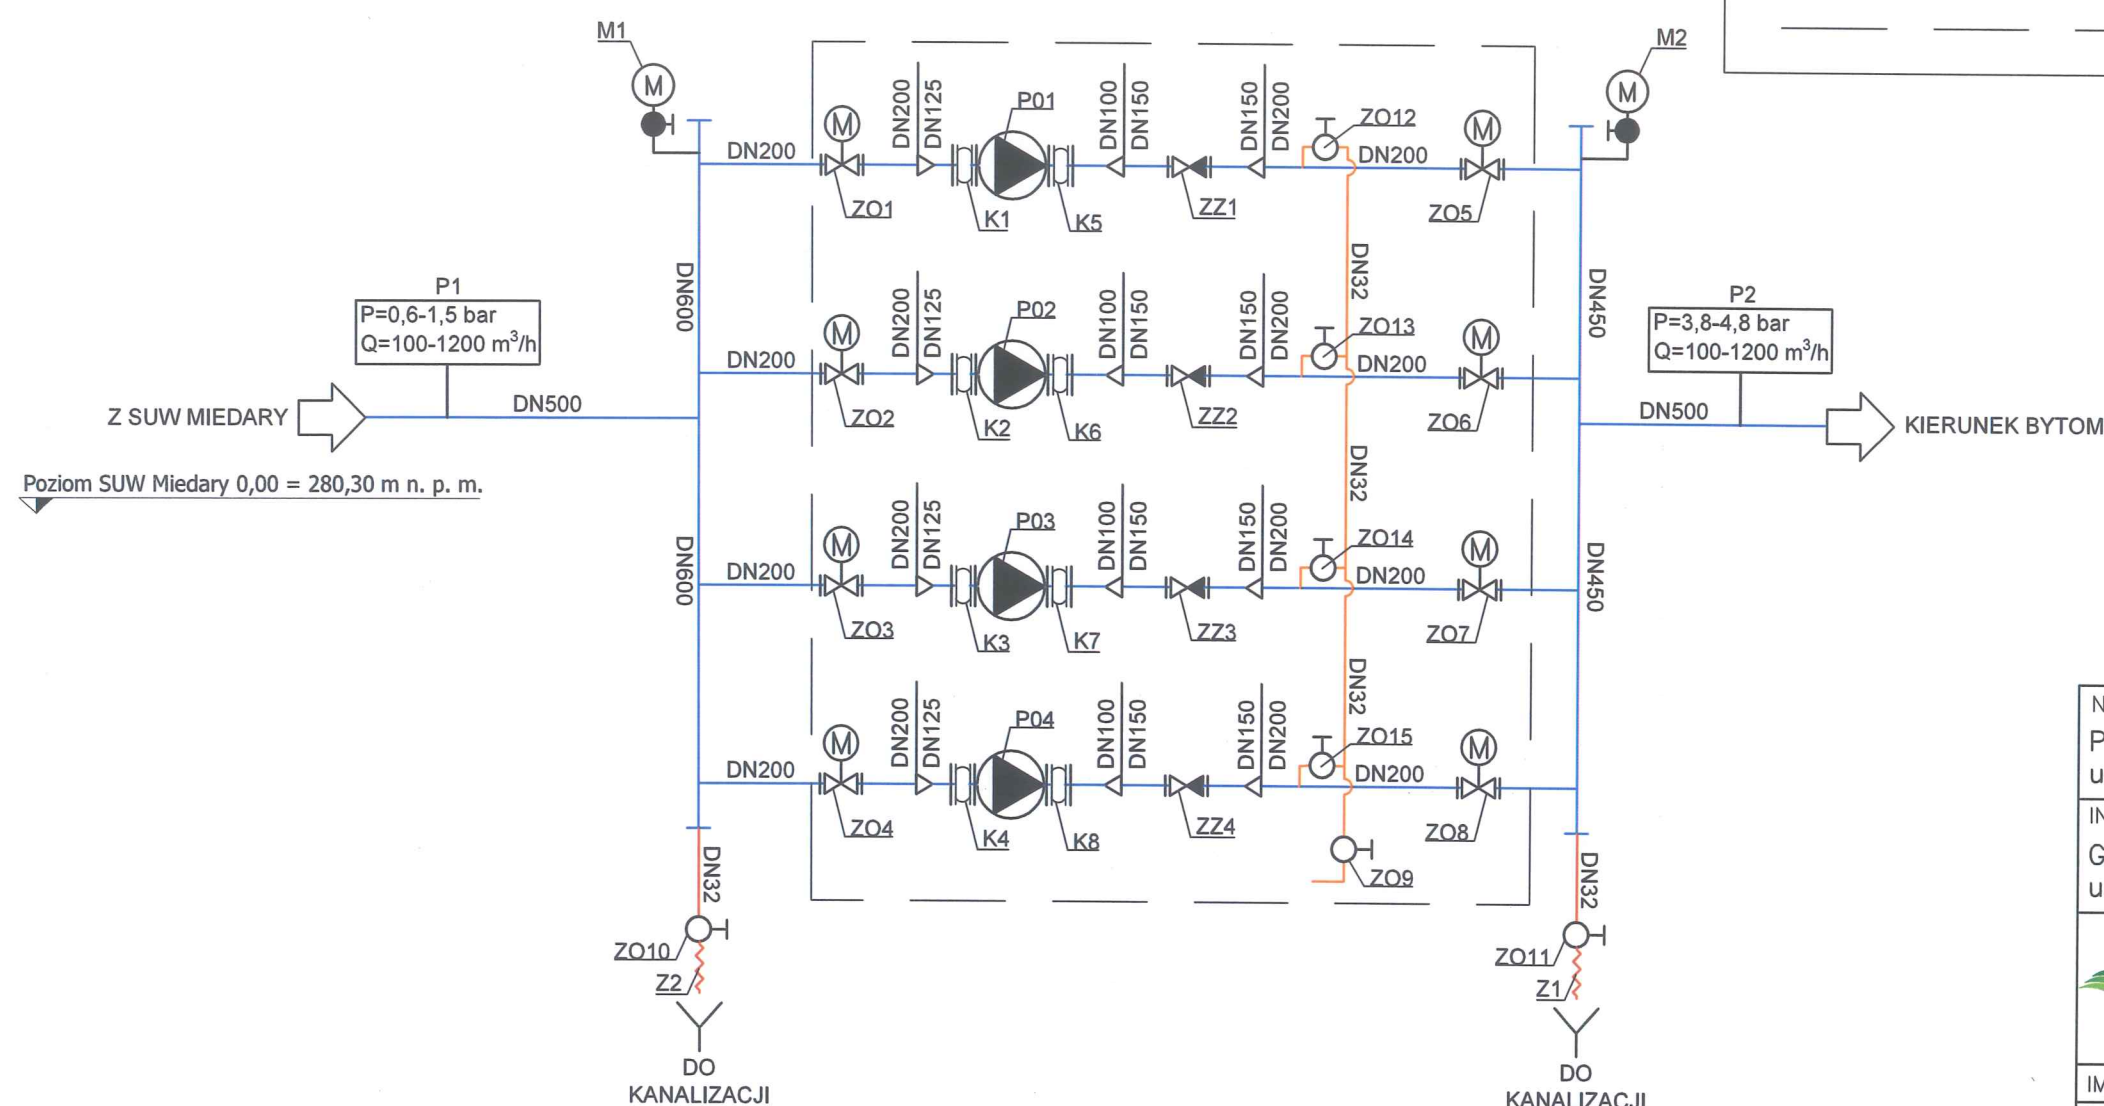 M1
M
M2
M
DN200
M
ZO1
DN200
DN125
P01
K1
K5
DN100
DN150
ZZ1
DN150
DN200
ZO12
DN200
M
ZO5
DN600
DN32
DN450
P1
P=0,6-1,5 bar
Q=100-1200 m³/h
DN200
M
ZO2
DN200
DN125
P02
K2
K6
DN100
DN150
ZZ2
DN150
DN200
ZO13
DN200
M
ZO6
P2
P=3,8-4,8 bar
Q=100-1200 m³/h
Z SUW MIEDARY
DN500
DN500
KIERUNEK BYTOM
Poziom SUW Miedary 0,00 = 280,30 m n. p. m.
DN32
DN600
DN200
M
ZO3
DN200
DN125
P03
K3
K7
DN100
DN150
ZZ3
DN150
DN200
ZO14
DN200
M
ZO7
DN450
DN32
DN200
M
ZO4
DN200
DN125
P04
K4
K8
DN100
DN150
ZZ4
DN150
DN200
ZO15
DN200
M
ZO8
ZO9
DN32
ZO10
Z2
DO
KANALIZACJI
DN32
ZO11
Z1
DO
KANALIZACJI
N
P
u
IN
G
u
IM